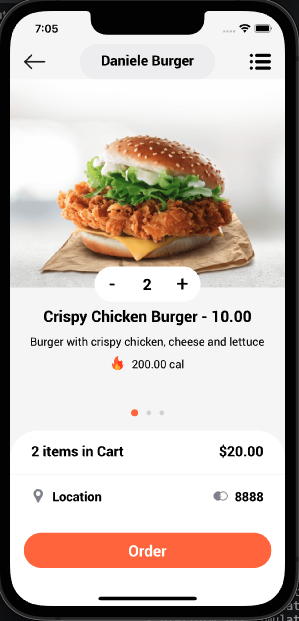 7:05
Daniele Burger
- 2 +
Crispy Chicken Burger - 10.00
Burger with crispy chicken, cheese and lettuce
200.00 cal
2 items in Cart $20.00
Location 8888
Order